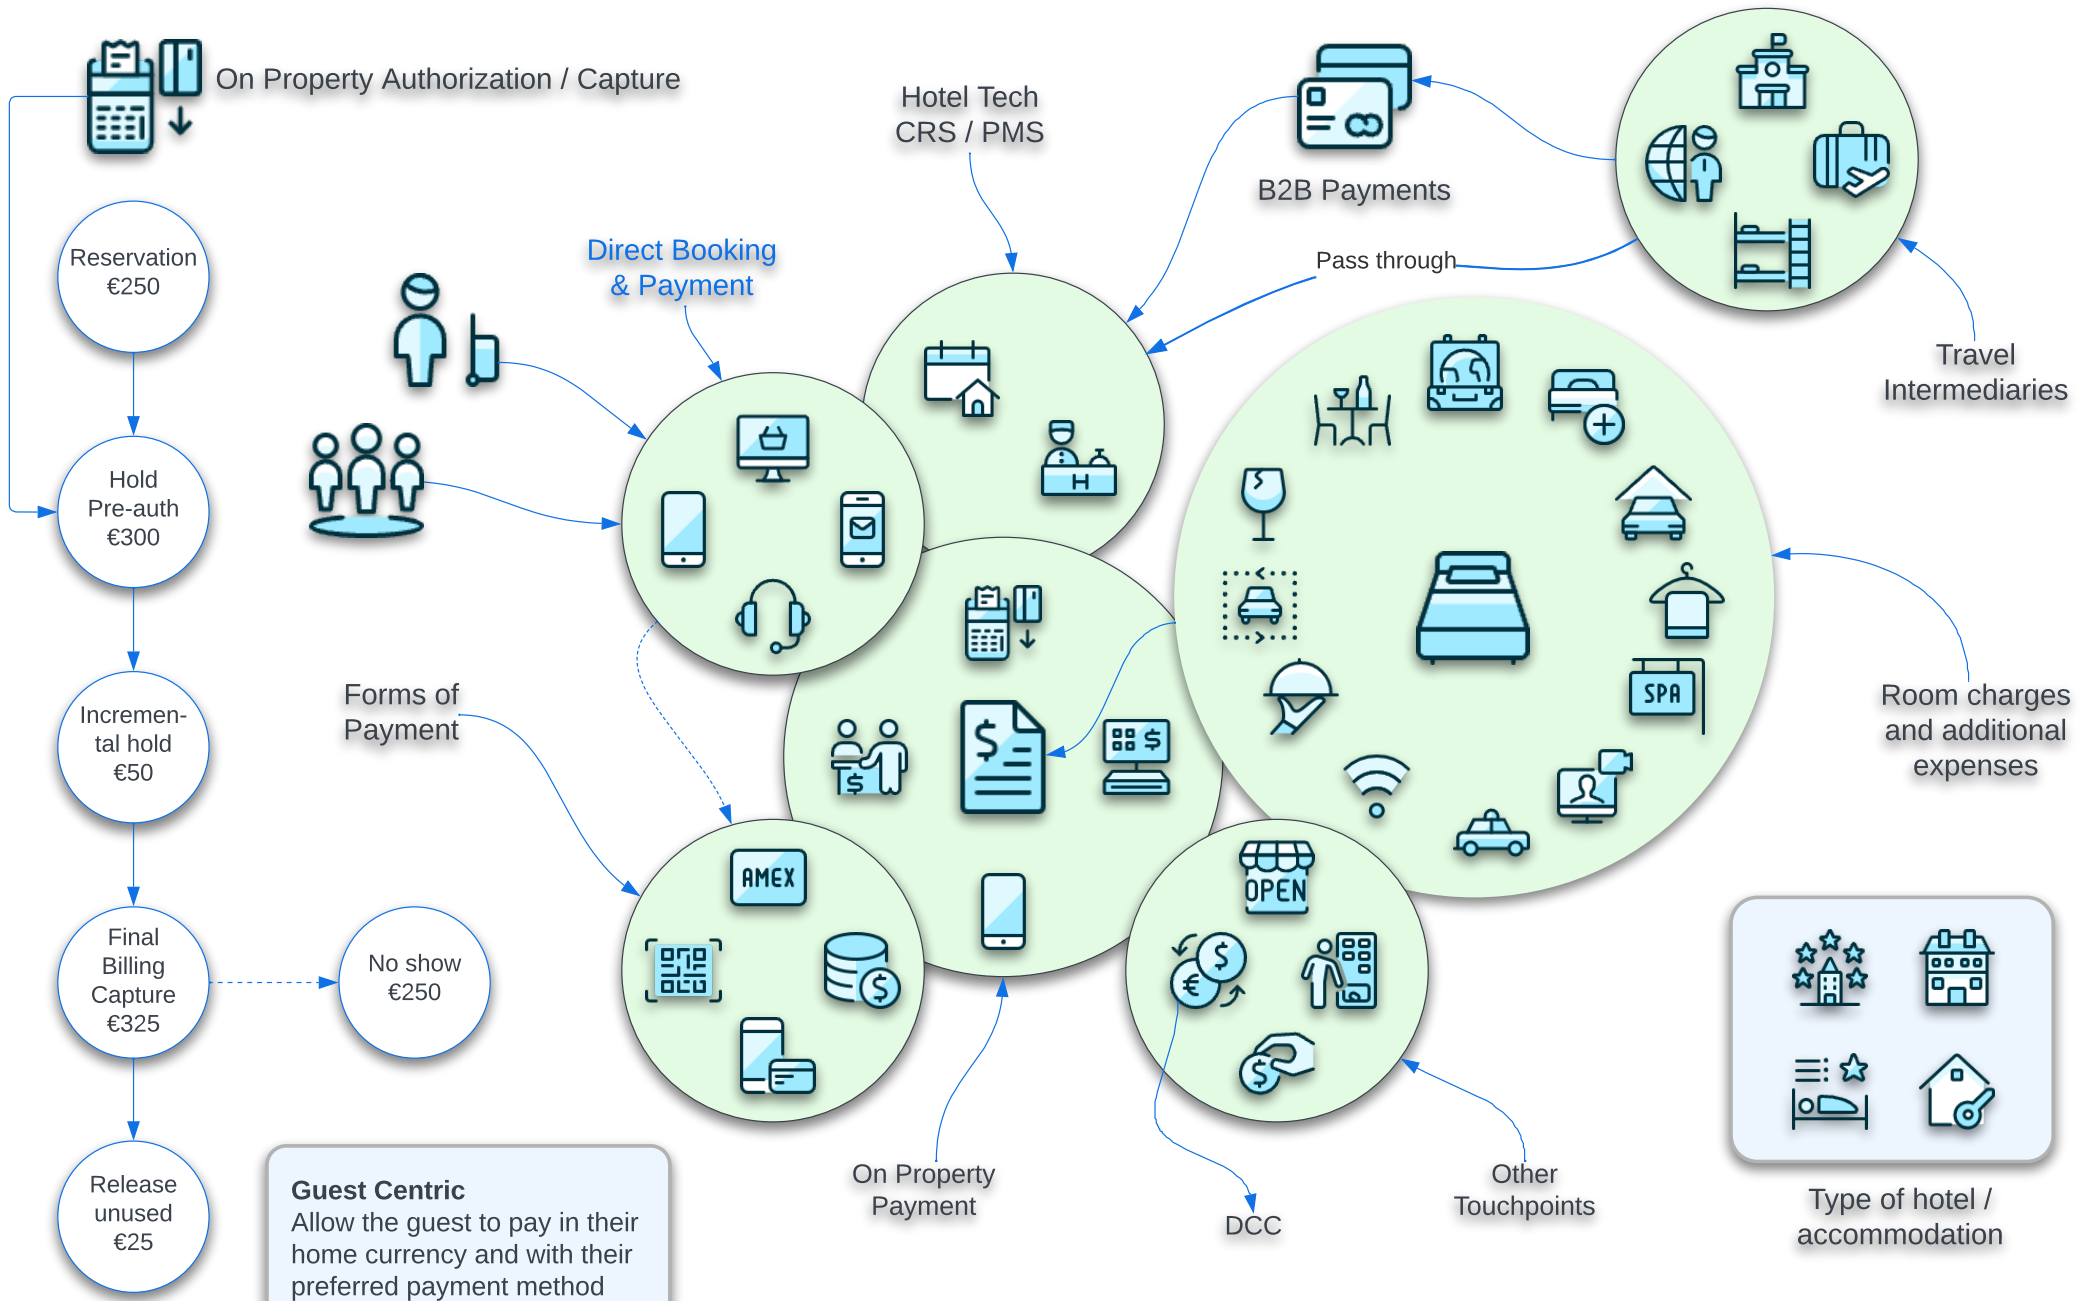 On Property Authorization / Capture
Reservation
€250
Hold
Pre-auth
€300
Incremen-
tal hold
€50
Final
Billing
Capture
€325
No show
€250
Release
unused
€25
Guest Centric
Allow the guest to pay in their
home currency and with their
preferred payment method
Direct Booking
& Payment
Hotel Tech
CRS / PMS
B2B Payments
Pass through
Travel
Intermediaries
H
Forms of
Payment
AMEX
$
$
$
$
SPA
Room charges
and additional
expenses
OPEN
$
€
$
On Property
Payment
DCC
Other
Touchpoints
Type of hotel /
accommodation